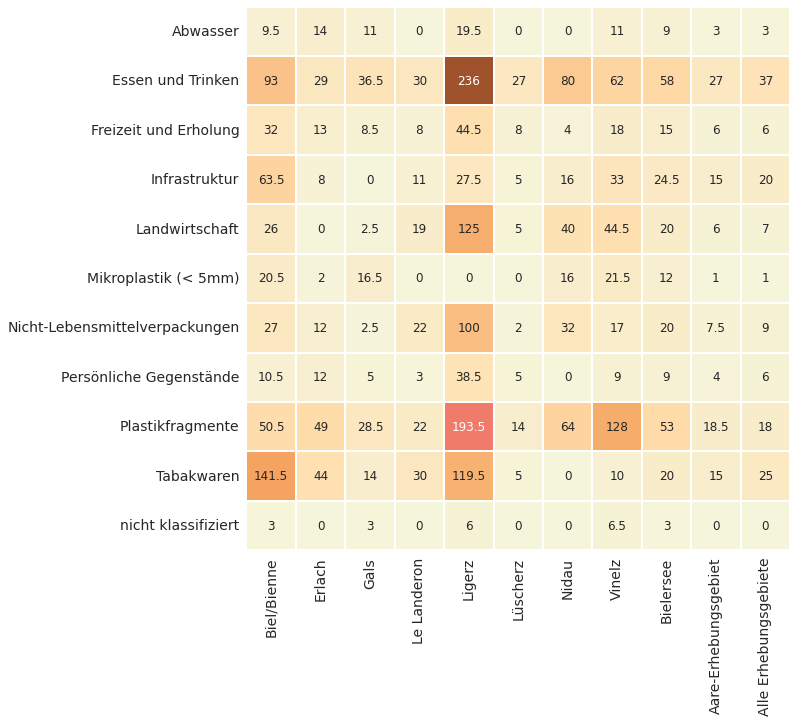 Abwasser 9.5 14 11 0 19.5 0 0 11 9 3 3
Essen und Trinken 93 29 36.5 30 236 27 80 62 58 27 37
Freizeit und Erholung 32 13 8.5 8 44.5 8 4 18 15 6 6
Infrastruktur 63.5 8 0 11 27.5 5 16 33 24.5 15 20
Landwirtschaft 26 0 2.5 19 125 5 40 44.5 20 6 7
Mikroplastik (< 5mm) 20.5 2 16.5 0 0 0 16 21.5 12 1 1
Nicht-Lebensmittelverpackungen 27 12 2.5 22 100 2 32 17 20 7.5 9
Persönliche Gegenstände 10.5 12 5 3 38.5 5 0 9 9 4 6
Plastikfragmente 50.5 49 28.5 22 193.5 14 64 128 53 18.5 18
Tabakwaren 141.5 44 14 30 119.5 5 0 10 20 15 25
nicht klassifiziert 3 0 3 0 6 0 0 6.5 3 0 0
Biel/Bienne
Erlach
Gals
Le Landeron
Ligerz
Lüscherz
Nidau
Vinelz
Bielersee
Aare-Erhebungsgebiet
Alle Erhebungsgebiete